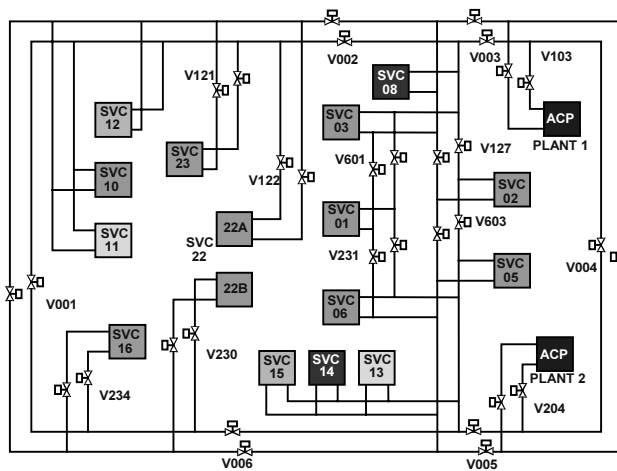 V002
V003
V103
V121
SVC
08
SVC
12
SVC
03
ACP
PLANT 1
SVC
23
V601
V127
SVC
10
V122
SVC
02
SVC
01
V603
22A
SVC
11
SVC
22
V231
SVC
05
V004
22B
V001
SVC
06
SVC
16
V230
SVC
15
SVC
14
SVC
13
ACP
PLANT 2
V234
V204
V006
V005